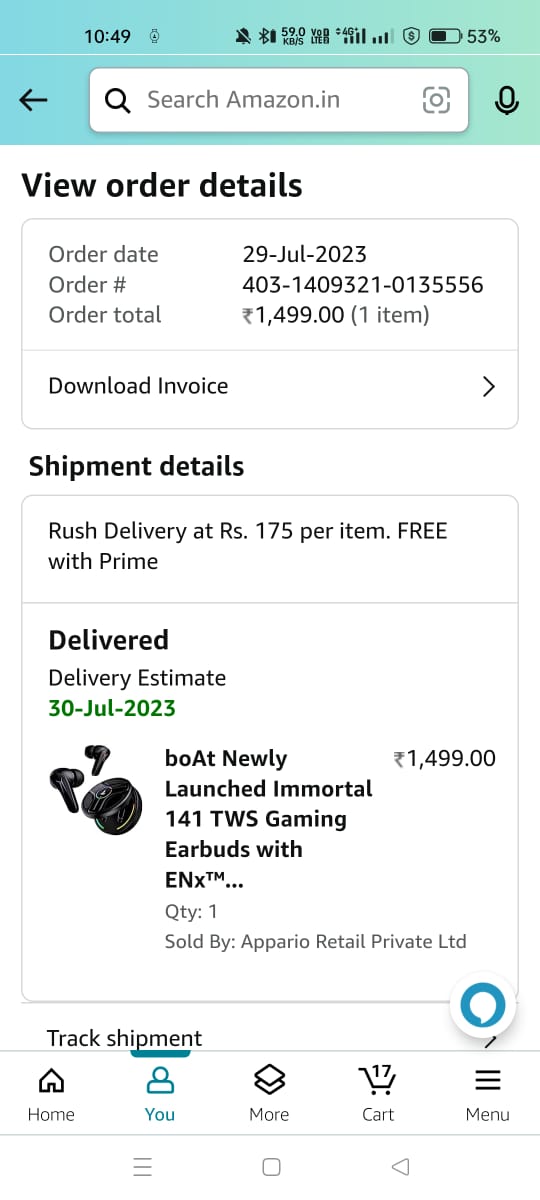 10:49
59.0 KB/S
VoD LTEB
4G
53%
Search Amazon.in
View order details
Order date 29-Jul-2023
Order # 403-1409321-0135556
Order total ₹1,499.00 (1 item)
Download Invoice
Shipment details
Rush Delivery at Rs. 175 per item. FREE
with Prime
Delivered
Delivery Estimate
30-Jul-2023
boAt Newly ₹1,499.00
Launched Immortal
141 TWS Gaming
Earbuds with
ENx™...
Qty: 1
Sold By: Appario Retail Private Ltd
Track shipment
17
Home You More Cart Menu